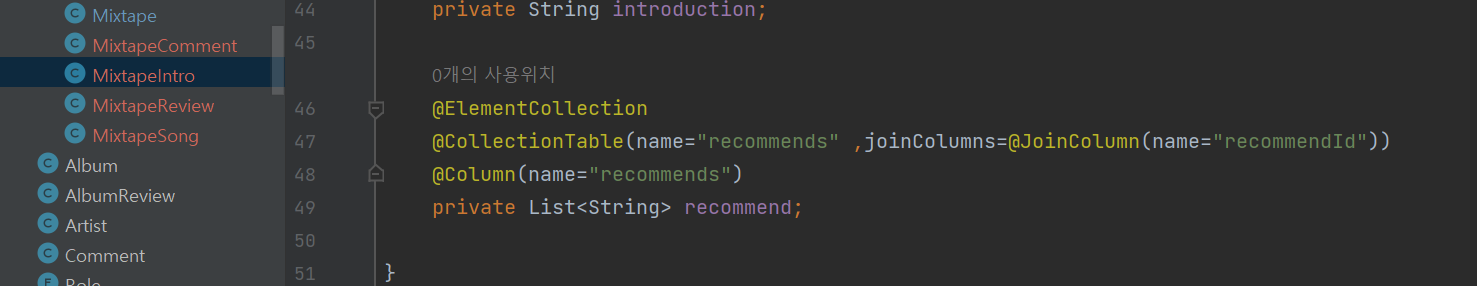 Mixtape
MixtapeComment
MixtapeIntro
MixtapeReview
MixtapeSong
Album
AlbumReview
Artist
Comment
Role
44 private String introduction;
45
0개의 사용위치
46 @ElementCollection
47 @CollectionTable(name="recommends" ,joinColumns=@JoinColumn(name="recommendId"))
48 @Column(name="recommends")
49 private List<String> recommend;
50
51 }